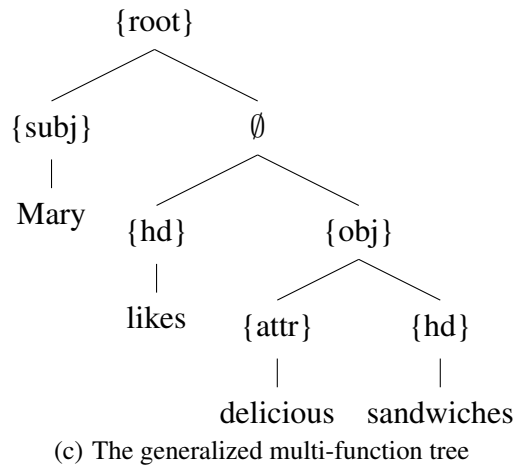 {root}
{subj} ∅
Mary {hd} {obj}
likes {attr} {hd}
delicious sandwiches
(c) The generalized multi-function tree